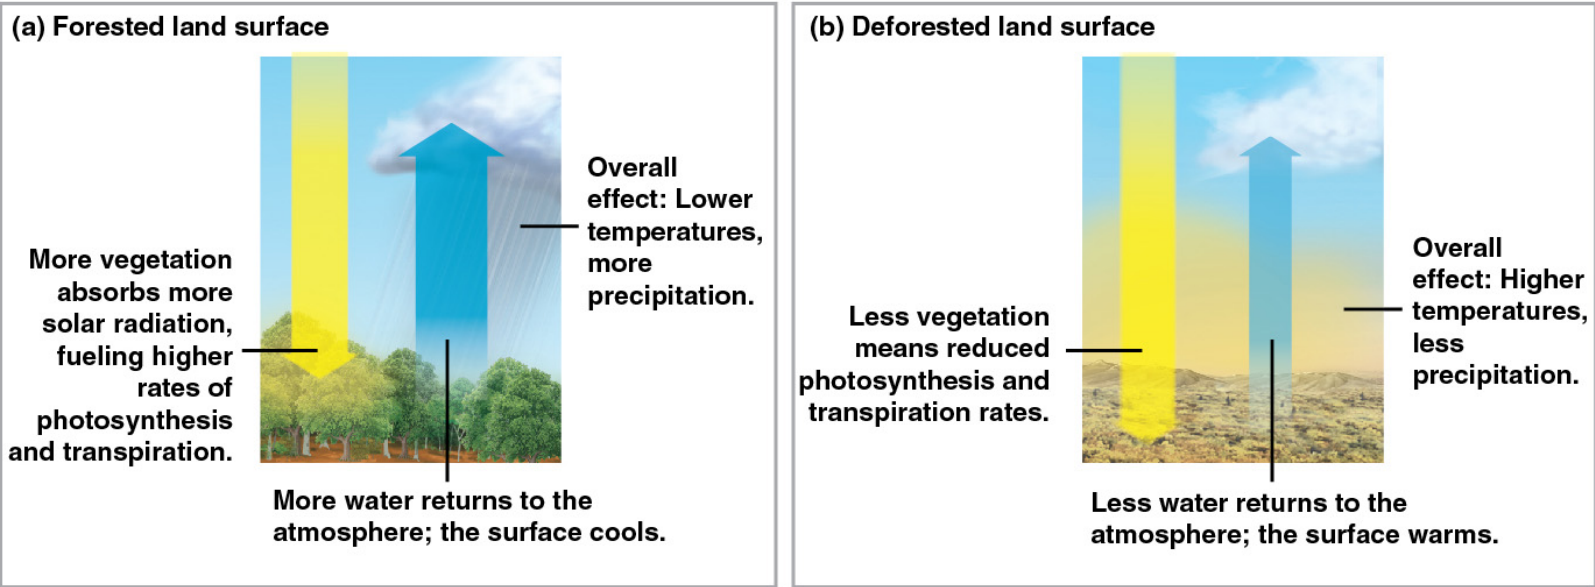 (a) Forested land surface
More vegetation
absorbs more
solar radiation,
fueling higher
rates of
photosynthesis
and transpiration.
Overall
effect: Lower
temperatures,
more
precipitation.
More water returns to the
atmosphere; the surface cools.
(b) Deforested land surface
Less vegetation
means reduced
photosynthesis and
transpiration rates.
Overall
effect: Higher
temperatures,
less
precipitation.
Less water returns to the
atmosphere; the surface warms.